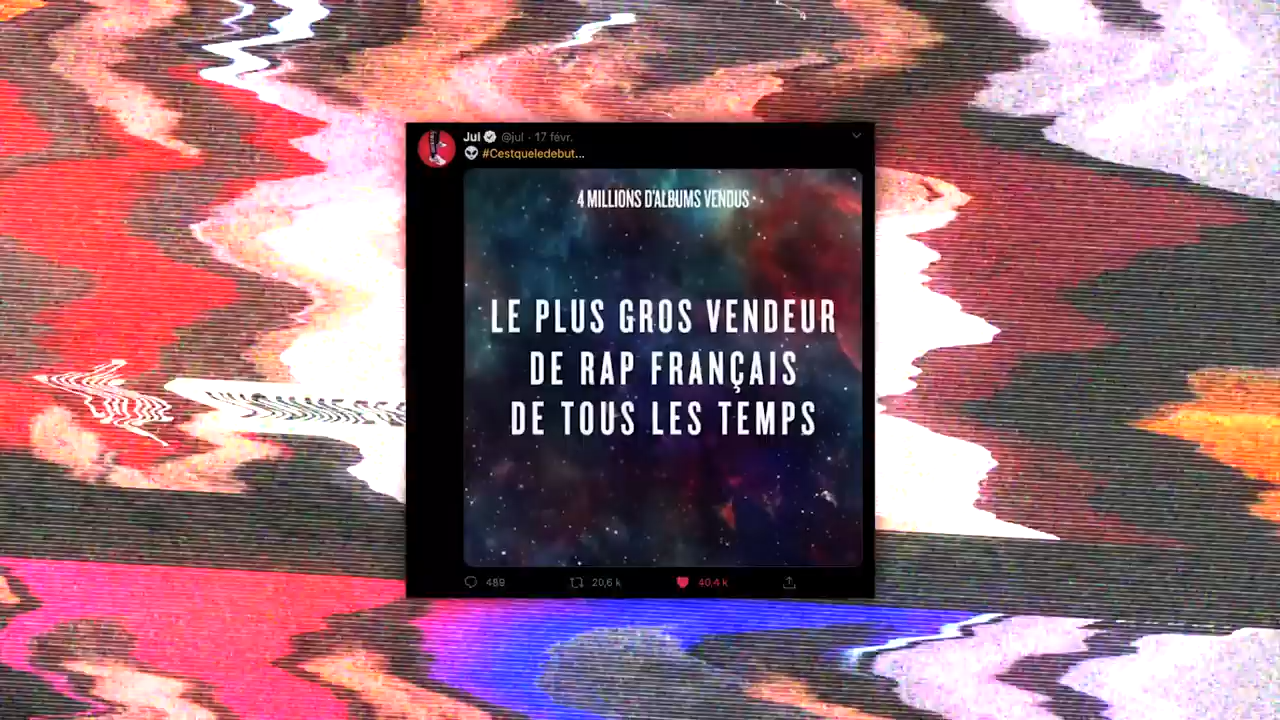 Jul @jul · 17 févr.
👽 #Cestqueledebut...
4 MILLIONS D'ALBUMS VENDUS
LE PLUS GROS VENDEUR
DE RAP FRANÇAIS
DE TOUS LES TEMPS
489 20,6 k 40,4 k